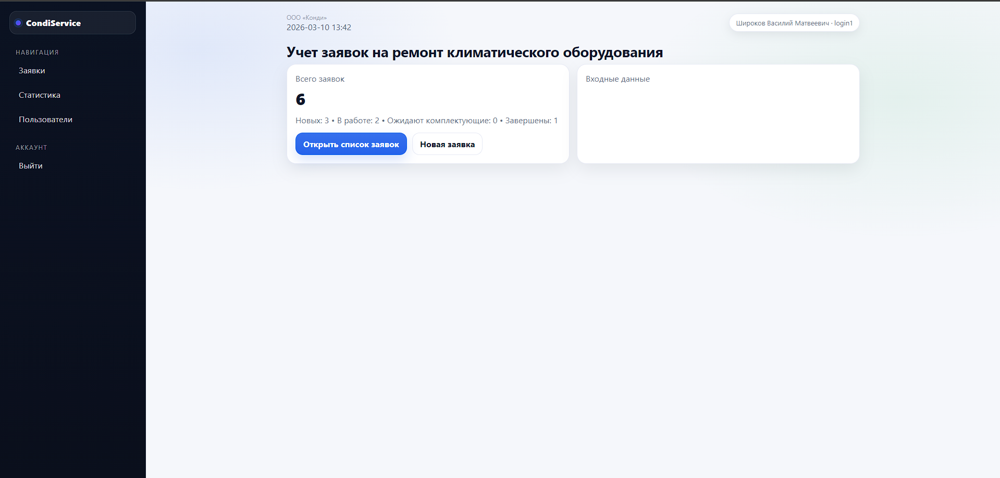 CondiService
НАВИГАЦИЯ
Заявки
Статистика
Пользователи
АККАУНТ
Выйти
ООО «Конди»
2026-03-10 13:42
Широков Василий Матвеевич · login1
Учет заявок на ремонт климатического оборудования
Всего заявок
6
Новых: 3 • В работе: 2 • Ожидают комплектующие: 0 • Завершены: 1
Открыть список заявок
Новая заявка
Входные данные